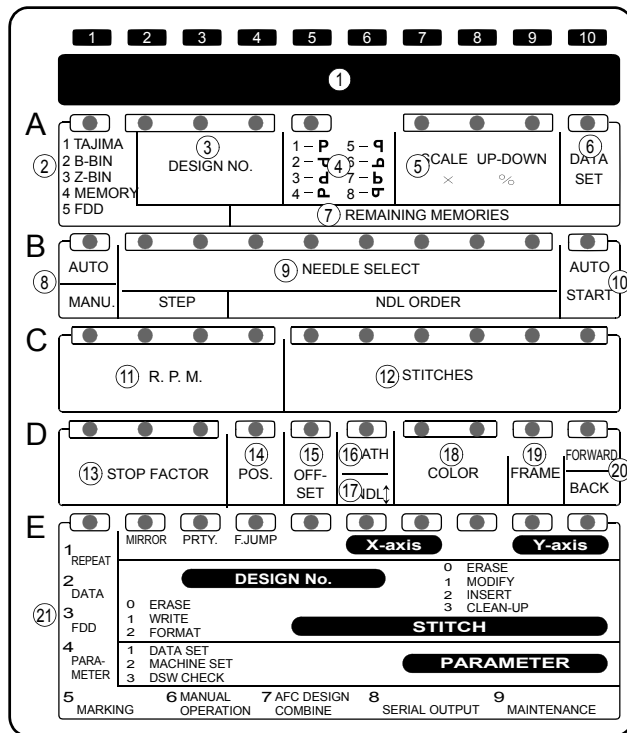 1 2 3 4 5 6 7 8 9 10
①
A
② 1 TAJIMA
2 B-BIN
3 Z-BIN
4 MEMORY
5 FDD
③
DESIGN NO.
1 – P 5 – q
2 – 6 –
3 – d 7 – b
4 – 8 –
④
⑤ SCALE UP-DOWN
× %
⑥
DATA
SET
⑦ REMAINING MEMORIES
B
⑧ AUTO
MANU.
⑨ NEEDLE SELECT
STEP NDL ORDER
AUTO
START ⑩
C
⑪ R. P. M.
⑫ STITCHES
D
⑬ STOP FACTOR
⑭
POS.
⑮
OFF-
SET
⑯ATH
⑰NDL↕
⑱
COLOR
⑲
FRAME
FORWARD
⑳
BACK
E
MIRROR PRTY. F.JUMP X-axis Y-axis
㉑
1 REPEAT
2 DATA
3 FDD
4 PARA-
METER
DESIGN No.
0 ERASE
1 MODIFY
2 INSERT
3 CLEAN-UP
0 ERASE
1 WRITE
2 FORMAT
STITCH
1 DATA SET
2 MACHINE SET
3 DSW CHECK
PARAMETER
5 MARKING
6 MANUAL
OPERATION
7 AFC DESIGN
COMBINE
8 SERIAL OUTPUT
9 MAINTENANCE